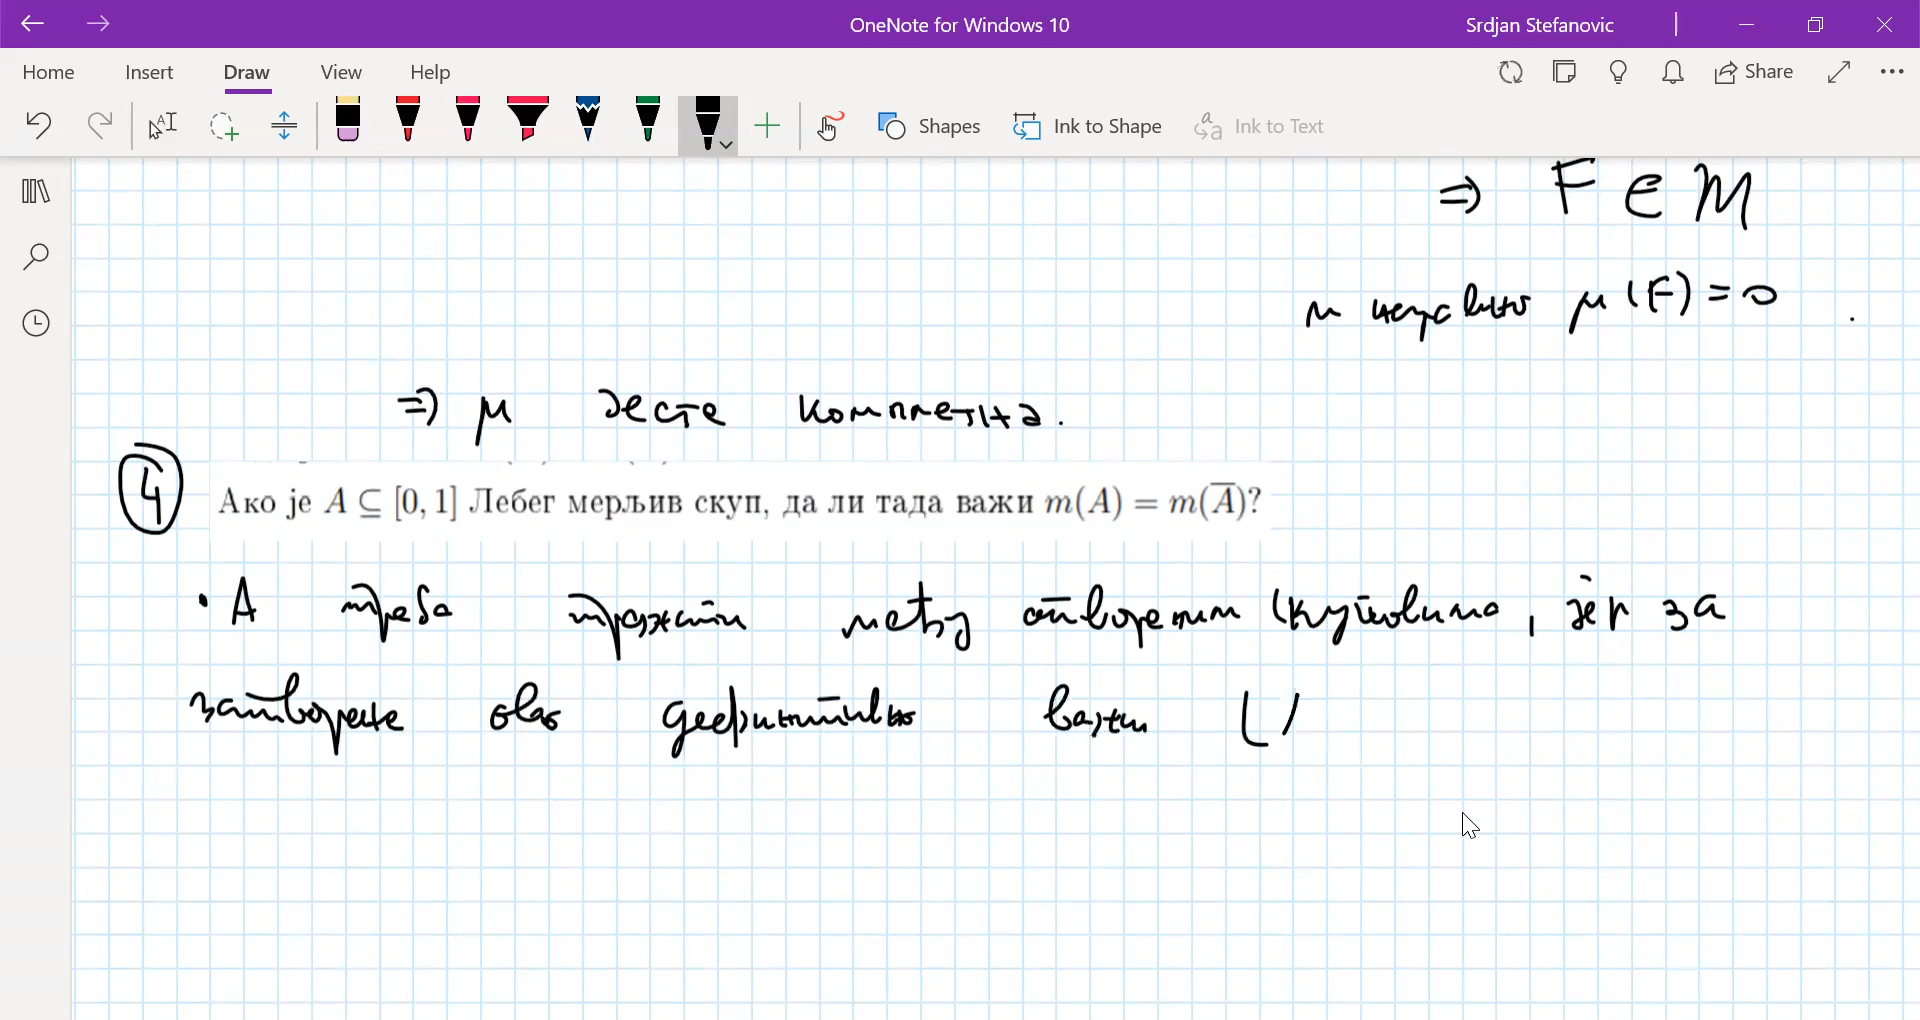 OneNote for Windows 10
Srdjan Stefanovic
Home Insert Draw View Help
Share
Shapes Ink to Shape Ink to Text
⇒ F ∈ M
и μ(F) = 0 .
⇒ μ јесте комплетна.
④ Ако је A ⊆ [0, 1] Лебег мерљив скуп, да ли тада важи m(A) = m(A̅)?
• А треба тражити међу отвореним скуповима, јер за
затворене ово дефинитивно важи (